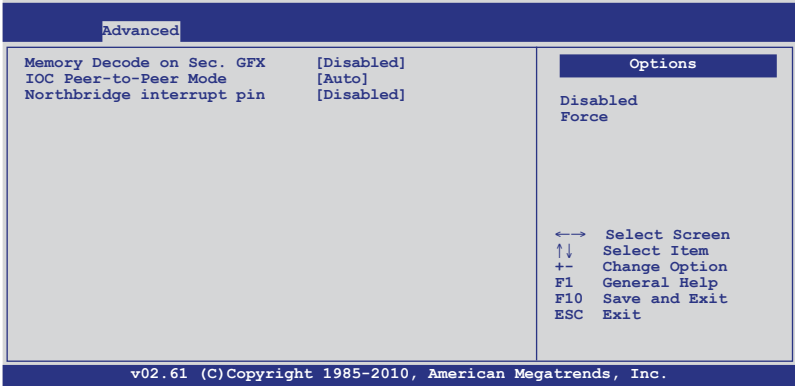 Advanced
Memory Decode on Sec. GFX [Disabled]
IOC Peer-to-Peer Mode [Auto]
Northbridge interrupt pin [Disabled]
Options
Disabled
Force
←→ Select Screen
↑↓ Select Item
+- Change Option
F1 General Help
F10 Save and Exit
ESC Exit
v02.61 (C)Copyright 1985-2010, American Megatrends, Inc.